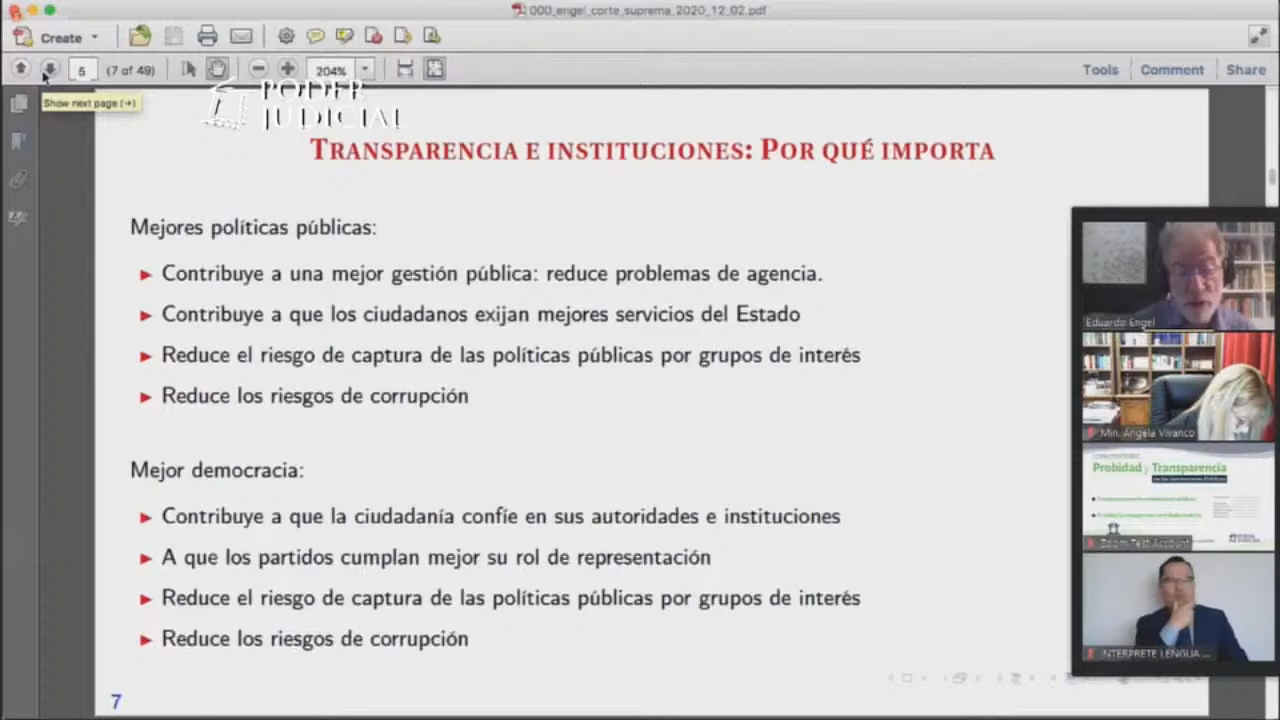 000_engel_corte_suprema_2020_12_02.pdf
Create
5 (7 of 49) 204%
Tools Comment Share
Show next page (→)
PODER
JUDICIAL
TRANSPARENCIA E INSTITUCIONES: POR QUÉ IMPORTA
Mejores políticas públicas:
Contribuye a una mejor gestión pública: reduce problemas de agencia.
Contribuye a que los ciudadanos exijan mejores servicios del Estado
Reduce el riesgo de captura de las políticas públicas por grupos de interés
Reduce los riesgos de corrupción
Mejor democracia:
Contribuye a que la ciudadanía confíe en sus autoridades e instituciones
A que los partidos cumplan mejor su rol de representación
Reduce el riesgo de captura de las políticas públicas por grupos de interés
Reduce los riesgos de corrupción
7
Eduardo Engel
Min. Angela Vivanco
Probidad y Transparencia
Zoom Text Account
INTERPRETE LENGUA ...